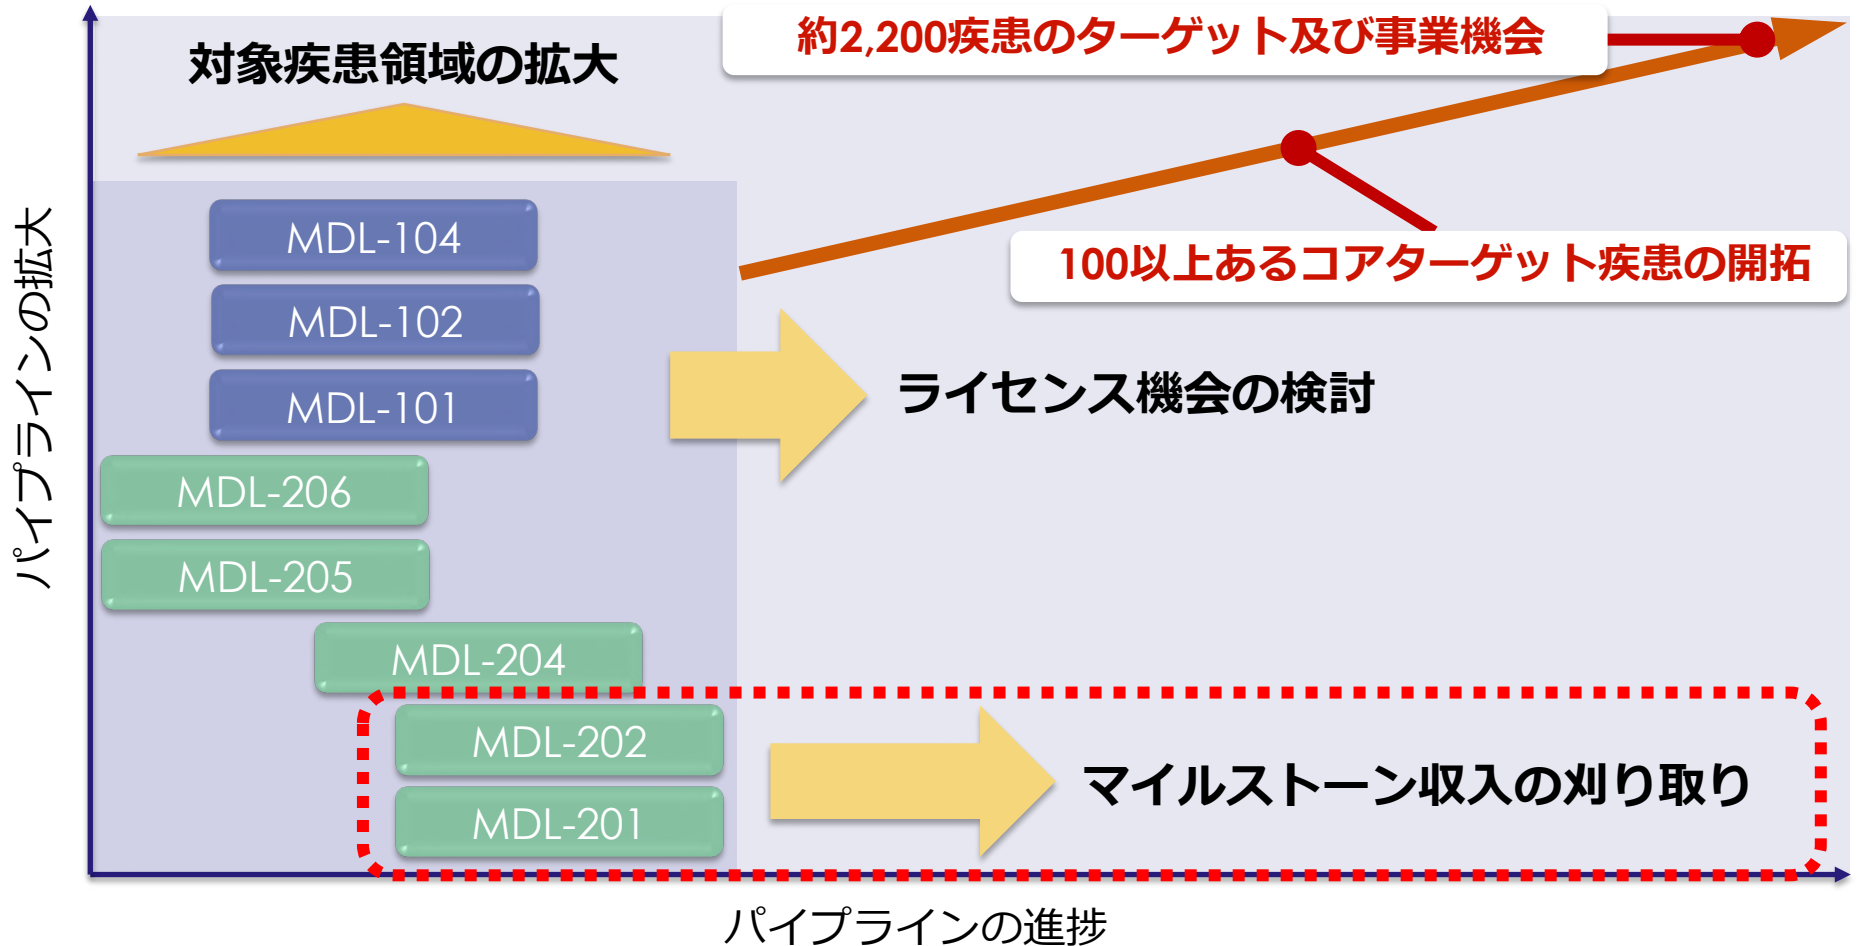 約2,200疾患のターゲット及び事業機会
対象疾患領域の拡大
MDL-104
100以上あるコアターゲット疾患の開拓
MDL-102
ライセンス機会の検討
MDL-101
MDL-206
MDL-205
MDL-204
MDL-202
マイルストーン収入の刈り取り
MDL-201
パイプラインの拡大
パイプラインの進捗